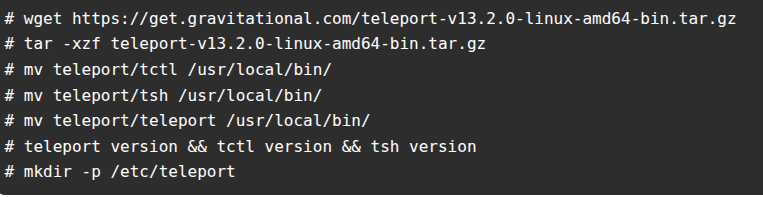 # wget https://get.gravitational.com/teleport-v13.2.0-linux-amd64-bin.tar.gz
# tar -xzf teleport-v13.2.0-linux-amd64-bin.tar.gz
# mv teleport/tctl /usr/local/bin/
# mv teleport/tsh /usr/local/bin/
# mv teleport/teleport /usr/local/bin/
# teleport version && tctl version && tsh version
# mkdir -p /etc/teleport